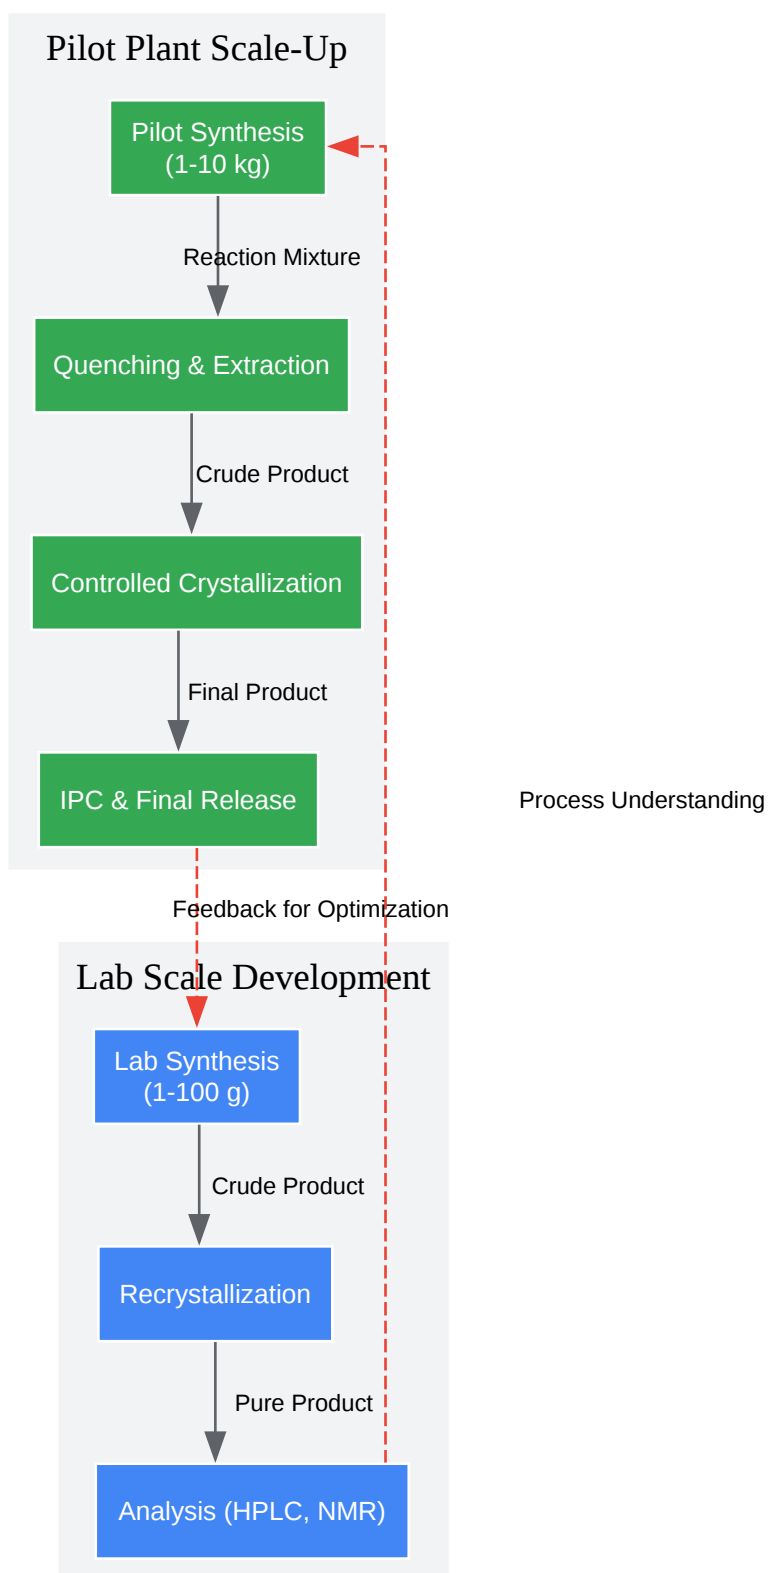 Pilot Plant Scale-Up
Pilot Synthesis
(1-10 kg)
Reaction Mixture
Quenching & Extraction
Crude Product
Controlled Crystallization
Final Product
IPC & Final Release
Process Understanding
Feedback for Optimization
Lab Scale Development
Lab Synthesis
(1-100 g)
Crude Product
Recrystallization
Pure Product
Analysis (HPLC, NMR)